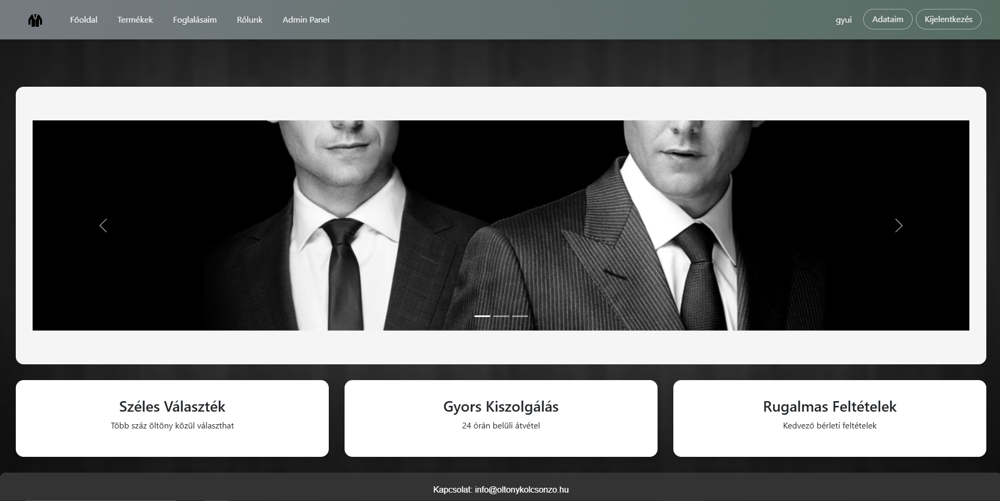 Főoldal Termékek Foglalásaim Rólunk Admin Panel gyui Adataim Kijelentkezés
Széles Választék
Több száz öltöny közül választhat
Gyors Kiszolgálás
24 órán belüli átvétel
Rugalmas Feltételek
Kedvező bérleti feltételek
Kapcsolat: info@oltonykolcsonzo.hu